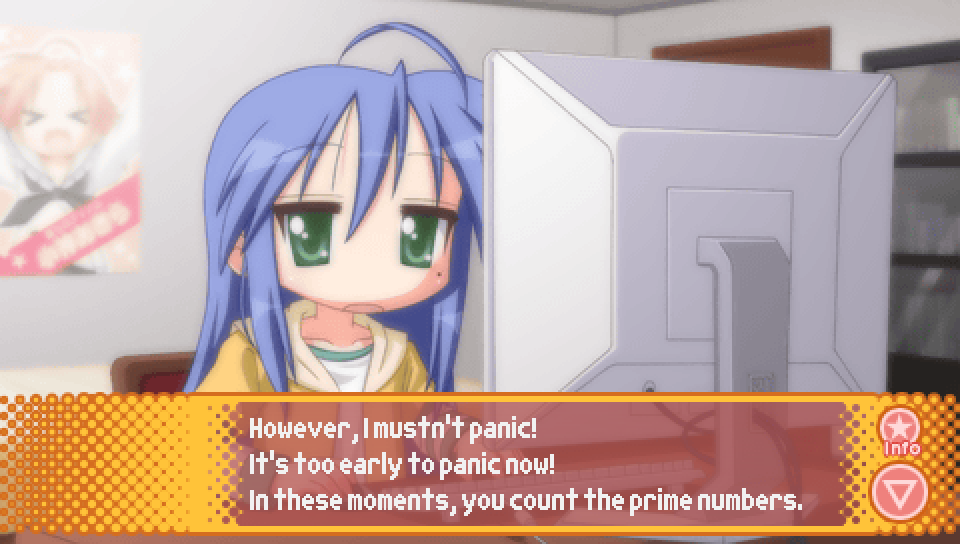 However, I mustn't panic!
It's too early to panic now!
In these moments, you count the prime numbers.
Info